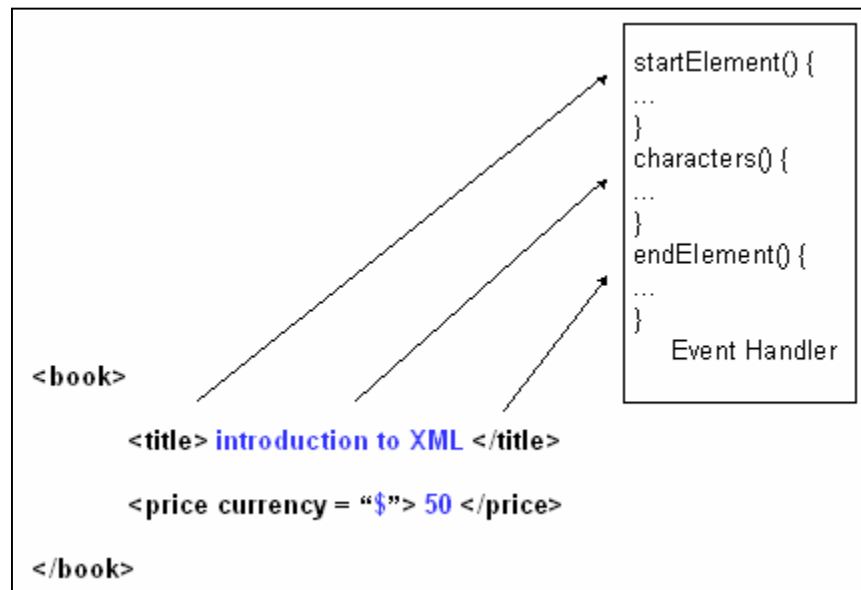 startElement() {
...
}
characters() {
...
}
endElement() {
...
}
Event Handler
<book>
<title> introduction to XML </title>
<price currency = “$”> 50 </price>
</book>